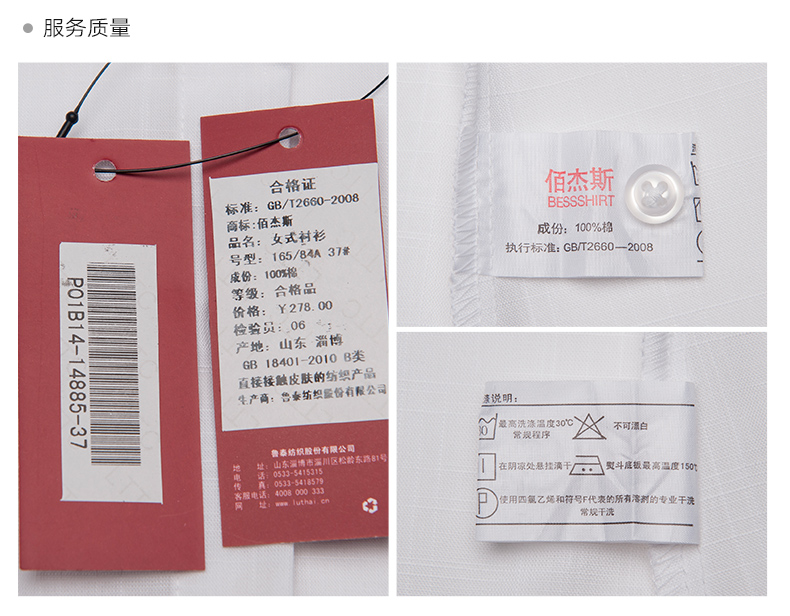 服务质量
P01B14-14885-37
合格证
标准: GB/T2660-2008
商标:佰杰斯
品名: 女式衬衫
号型: 165/84A 37#
成份: 100%棉
等级: 合格品
价格: ￥278.00
检验员: 06
产地: 山东 淄博
GB 18401-2010 B类
直接接触皮肤的纺织产品
生产商: 鲁泰纺织股份有限公司
鲁泰纺织股份有限公司
地 址: 山东淄博市淄川区松龄东路81号
电 话: 0533-5415315
传 真: 0533-5418579
客服电话: 4008 000 333
网 址: www.luthai.cn
佰杰斯
BESSSHIRT
成份: 100%棉
执行标准: GB/T2660—2008
说明:
30 最高洗涤温度30℃ 不可漂白
常规程序
在阴凉处悬挂滴干 熨斗底板最高温度150℃
P 使用四氯乙烯和符号F代表的所有溶剂的专业干洗
常规干洗